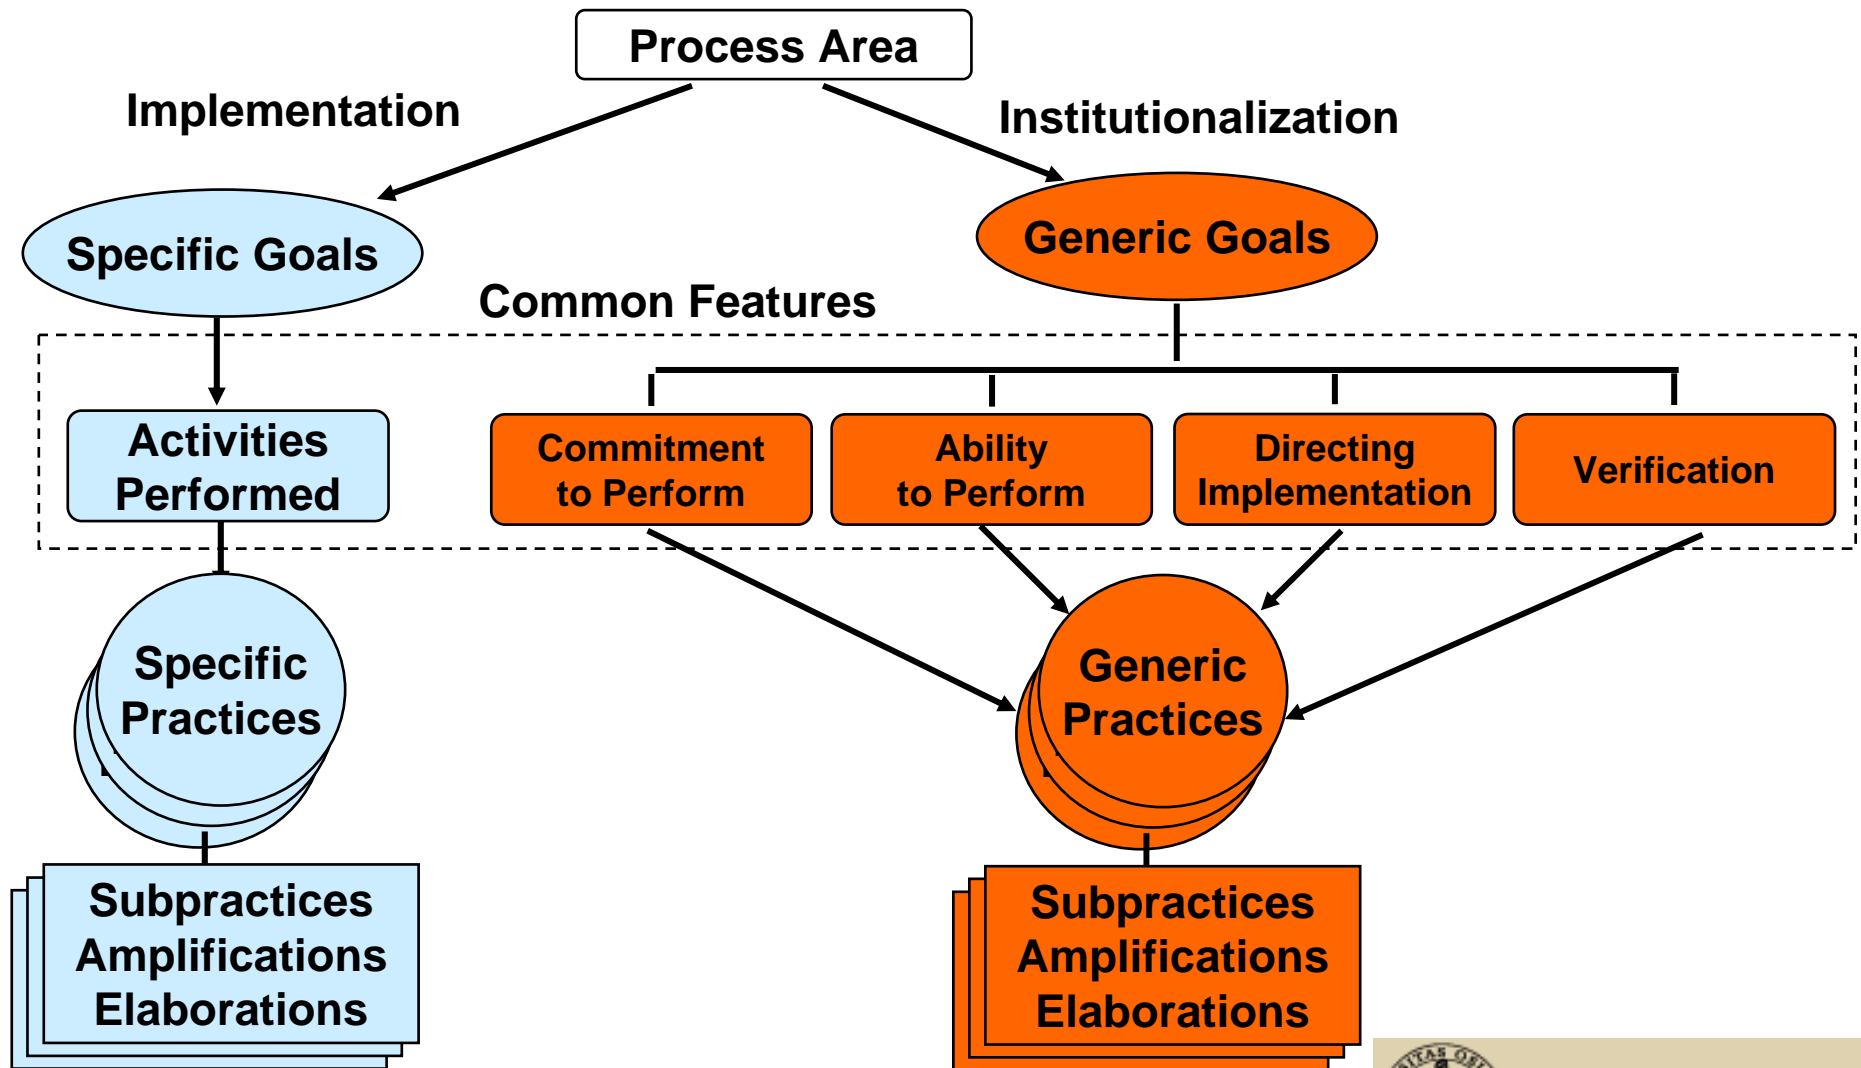 Process Area
Implementation
Institutionalization
Specific Goals
Generic Goals
Common Features
Activities
Performed
Commitment
to Perform
Ability
to Perform
Directing
Implementation
Verification
Specific
Practices
Generic
Practices
Subpractices
Amplifications
Elaborations
Subpractices
Amplifications
Elaborations